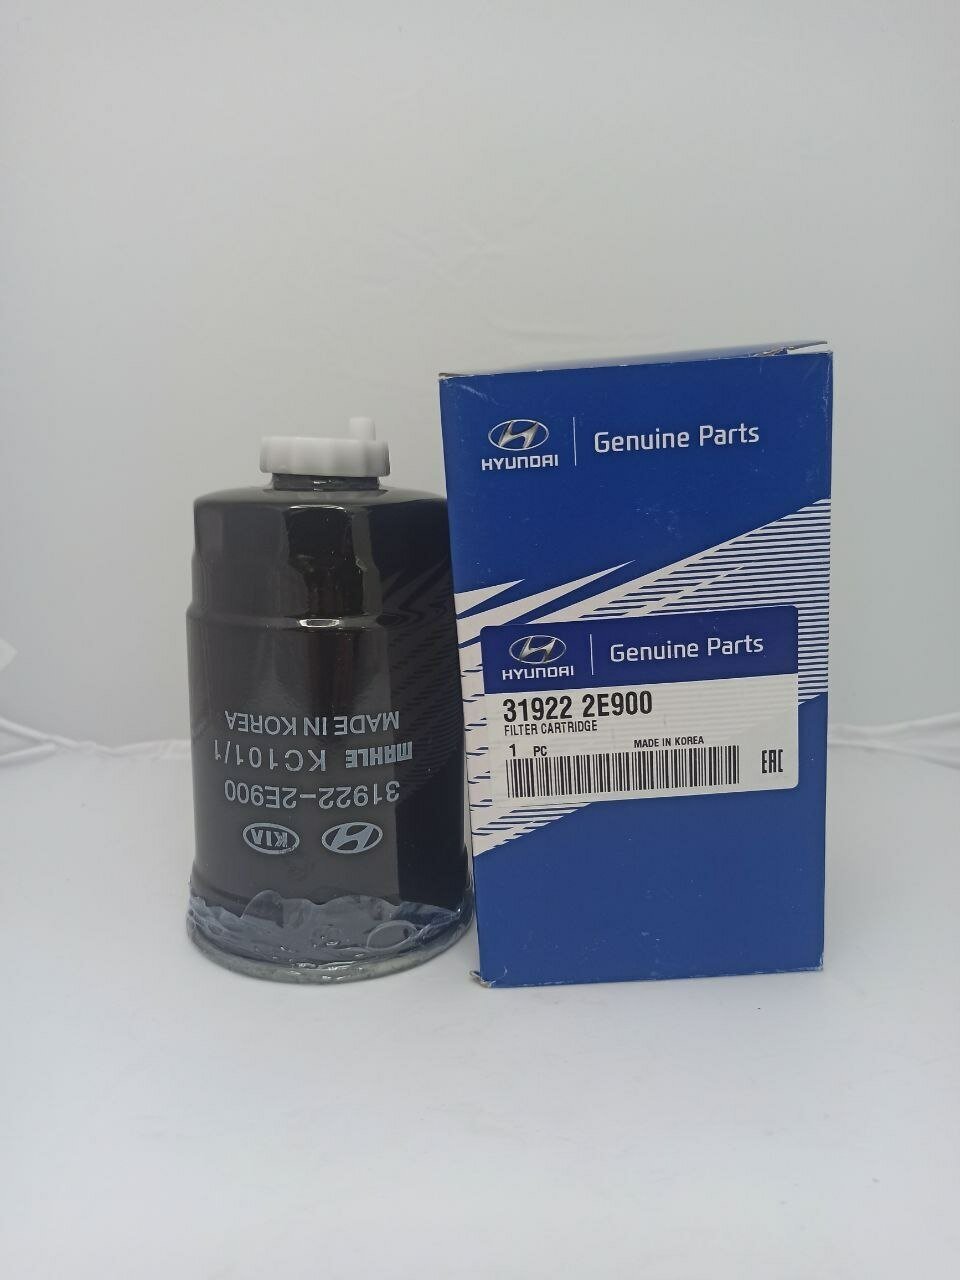 HYUNDAI
Genuine Parts
HYUNDAI
Genuine Parts
31922 2E900
FILTER CARTRIDGE
1 PC
MADE IN KOREA
EAC
KIA
31922-2E900
MAHLE KC101/1
MADE IN KOREA